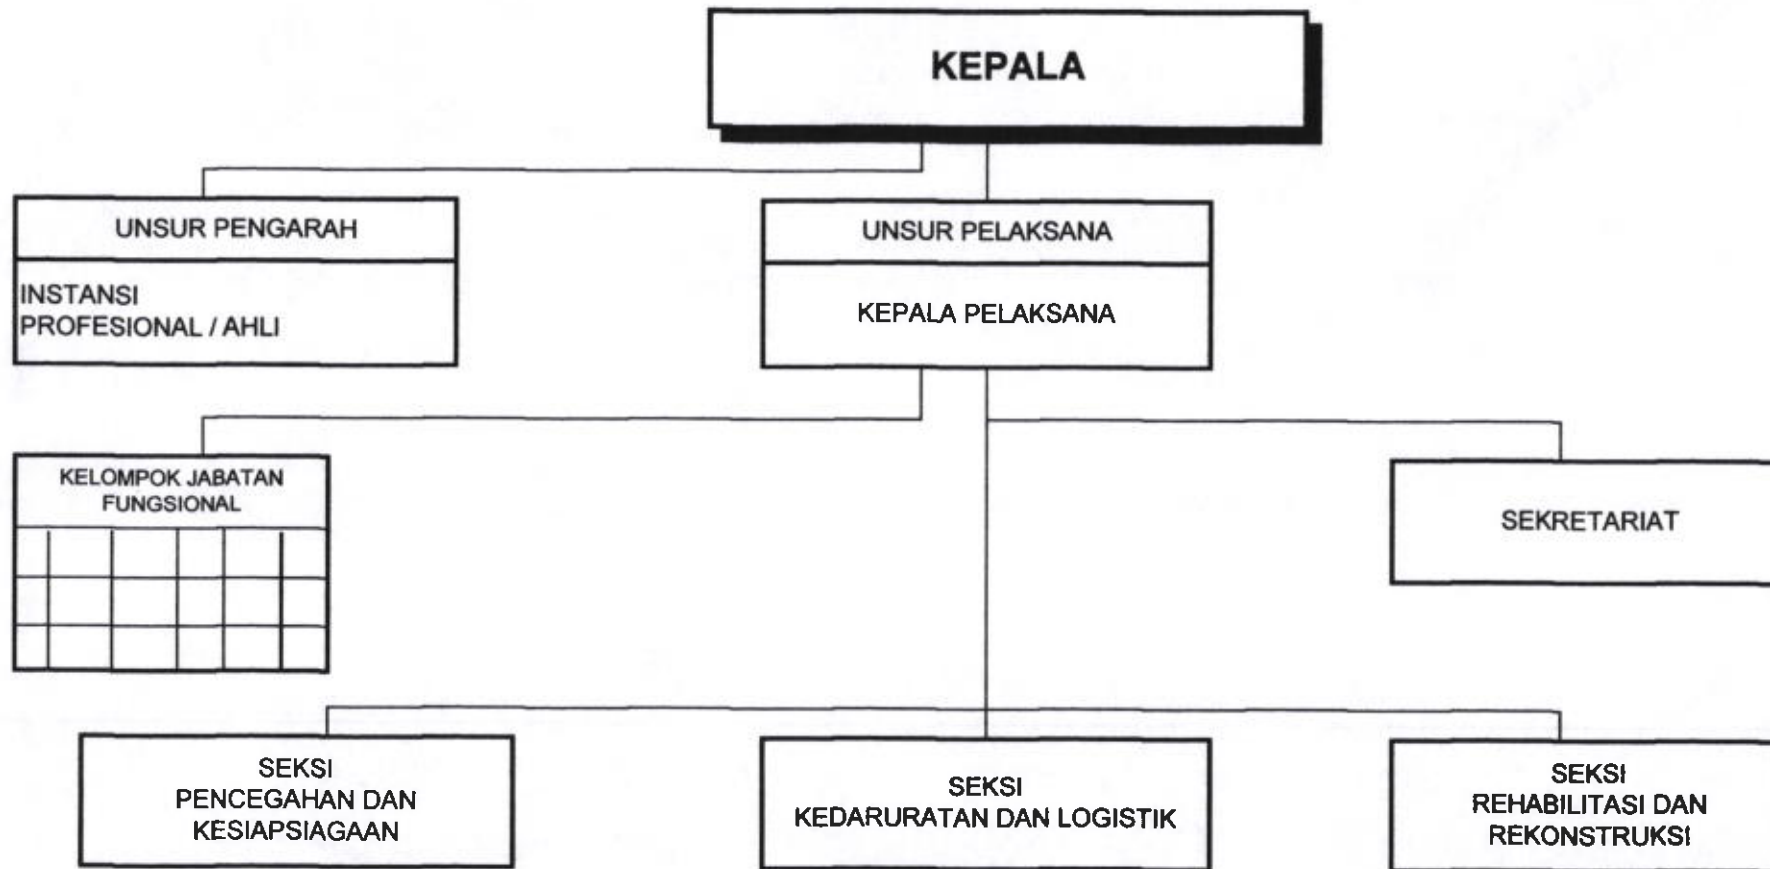 KEPALA
UNSUR PENGARAH
INSTANSI
PROFESIONAL / AHLI
UNSUR PELAKSANA
KEPALA PELAKSANA
KELOMPOK JABATAN
FUNGSIONAL
SEKRETARIAT
SEKSI
PENCEGAHAN DAN
KESIAPSIAGAAN
SEKSI
KEDARURATAN DAN LOGISTIK
SEKSI
REHABILITASI DAN
REKONSTRUKSI